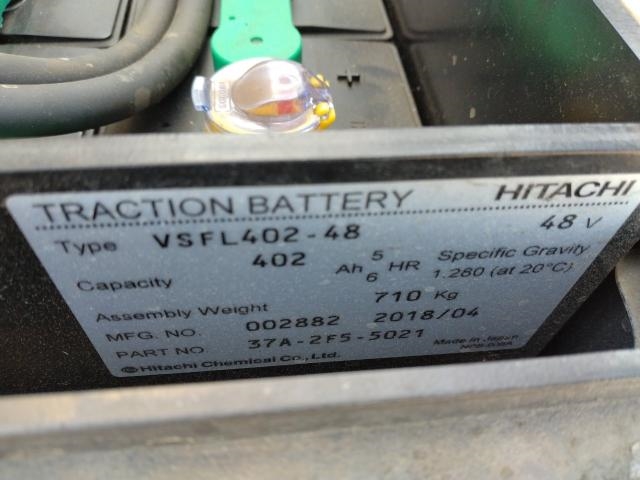 TRACTION BATTERY HITACHI
Type VSFL402-48 48 V
Capacity 402 Ah 5 HR Specific Gravity
6 1.280 (at 20°C)
Assembly Weight 710 Kg
MFG. NO. 002882 2018/04
PART NO. 37A-2F5-5021 Made in Japan
Hitachi Chemical Co., Ltd.